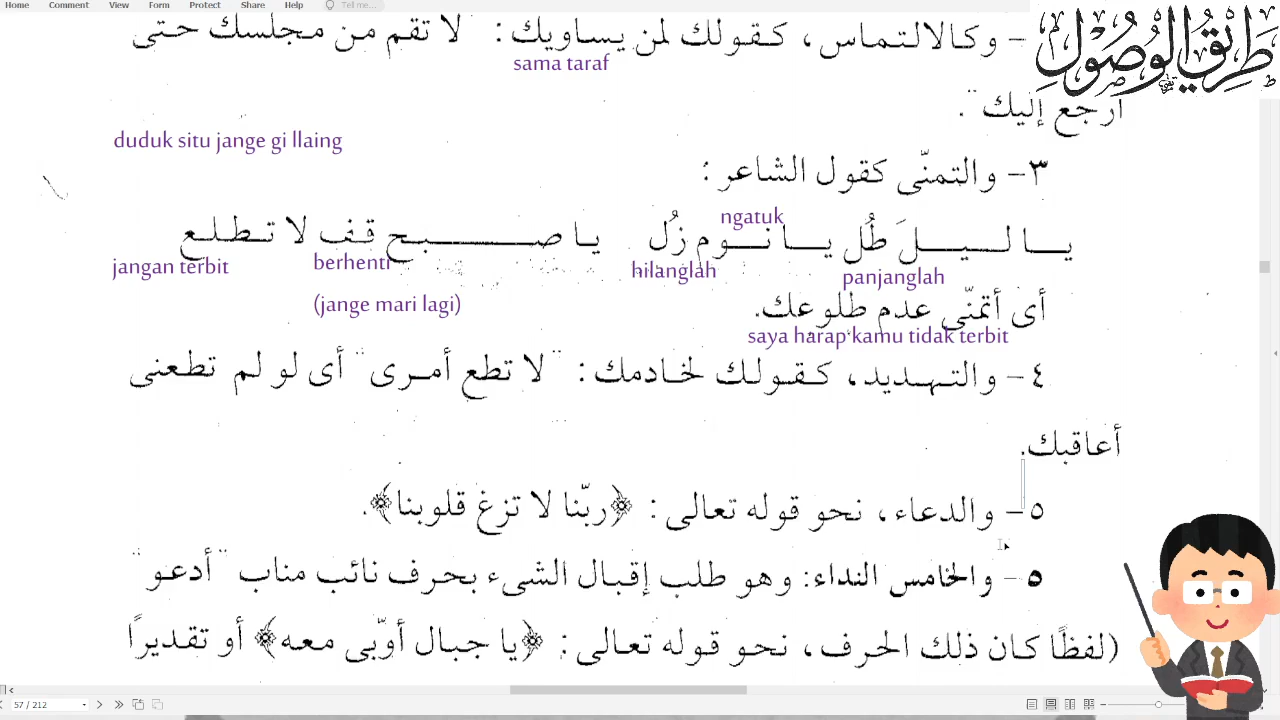 Home Comment View Form Protect Share Help Tell me...
طريق الوصول
– وكالالتماس، كقولك لمن يساويك: "لا تقم من مجلسك حتى
sama taraf
أرجع إليك".
duduk situ jange gi llaing
٣– والتمنّى كقول الشاعر:
ngatuk
يا ليلَ طُل يا نوم زُل يا صبح قف لا تطلع
hilanglah
panjanglah
berhenti
jangan terbit
(jange mari lagi)
أى أتمنّى عدم طلوعك.
saya harap kamu tidak terbit
٤– والتهديد، كقولك لخادمك: "لا تطع أمرى" أى لو لم تطعنى
أعاقبك.
٥– والدعاء، نحو قوله تعالى: ﴿ربّنا لا تزغ قلوبنا﴾.
٥– والخامس النداء: وهو طلب إقبال الشىء بحرف نائب مناب "أدعو"
(لفظًا كان ذلك الحرف، نحو قوله تعالى: ﴿يا جبال أوّبى معه﴾ أو تقديرًا
57 / 212